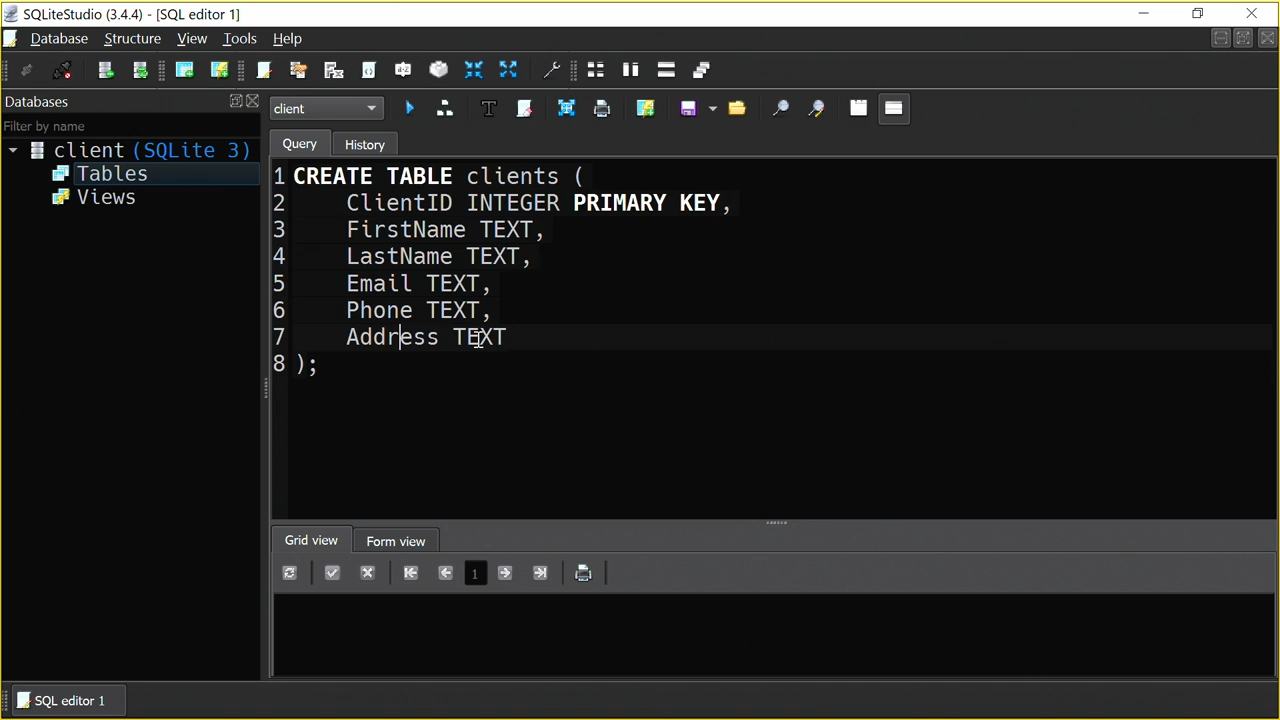 SQLiteStudio (3.4.4) - [SQL editor 1]
Database Structure View Tools Help
Databases
Filter by name
client (SQLite 3)
Tables
Views
client
Query History
1 CREATE TABLE clients (
2 ClientID INTEGER PRIMARY KEY,
3 FirstName TEXT,
4 LastName TEXT,
5 Email TEXT,
6 Phone TEXT,
7 Address TEXT
8 );
Grid view Form view
1
SQL editor 1